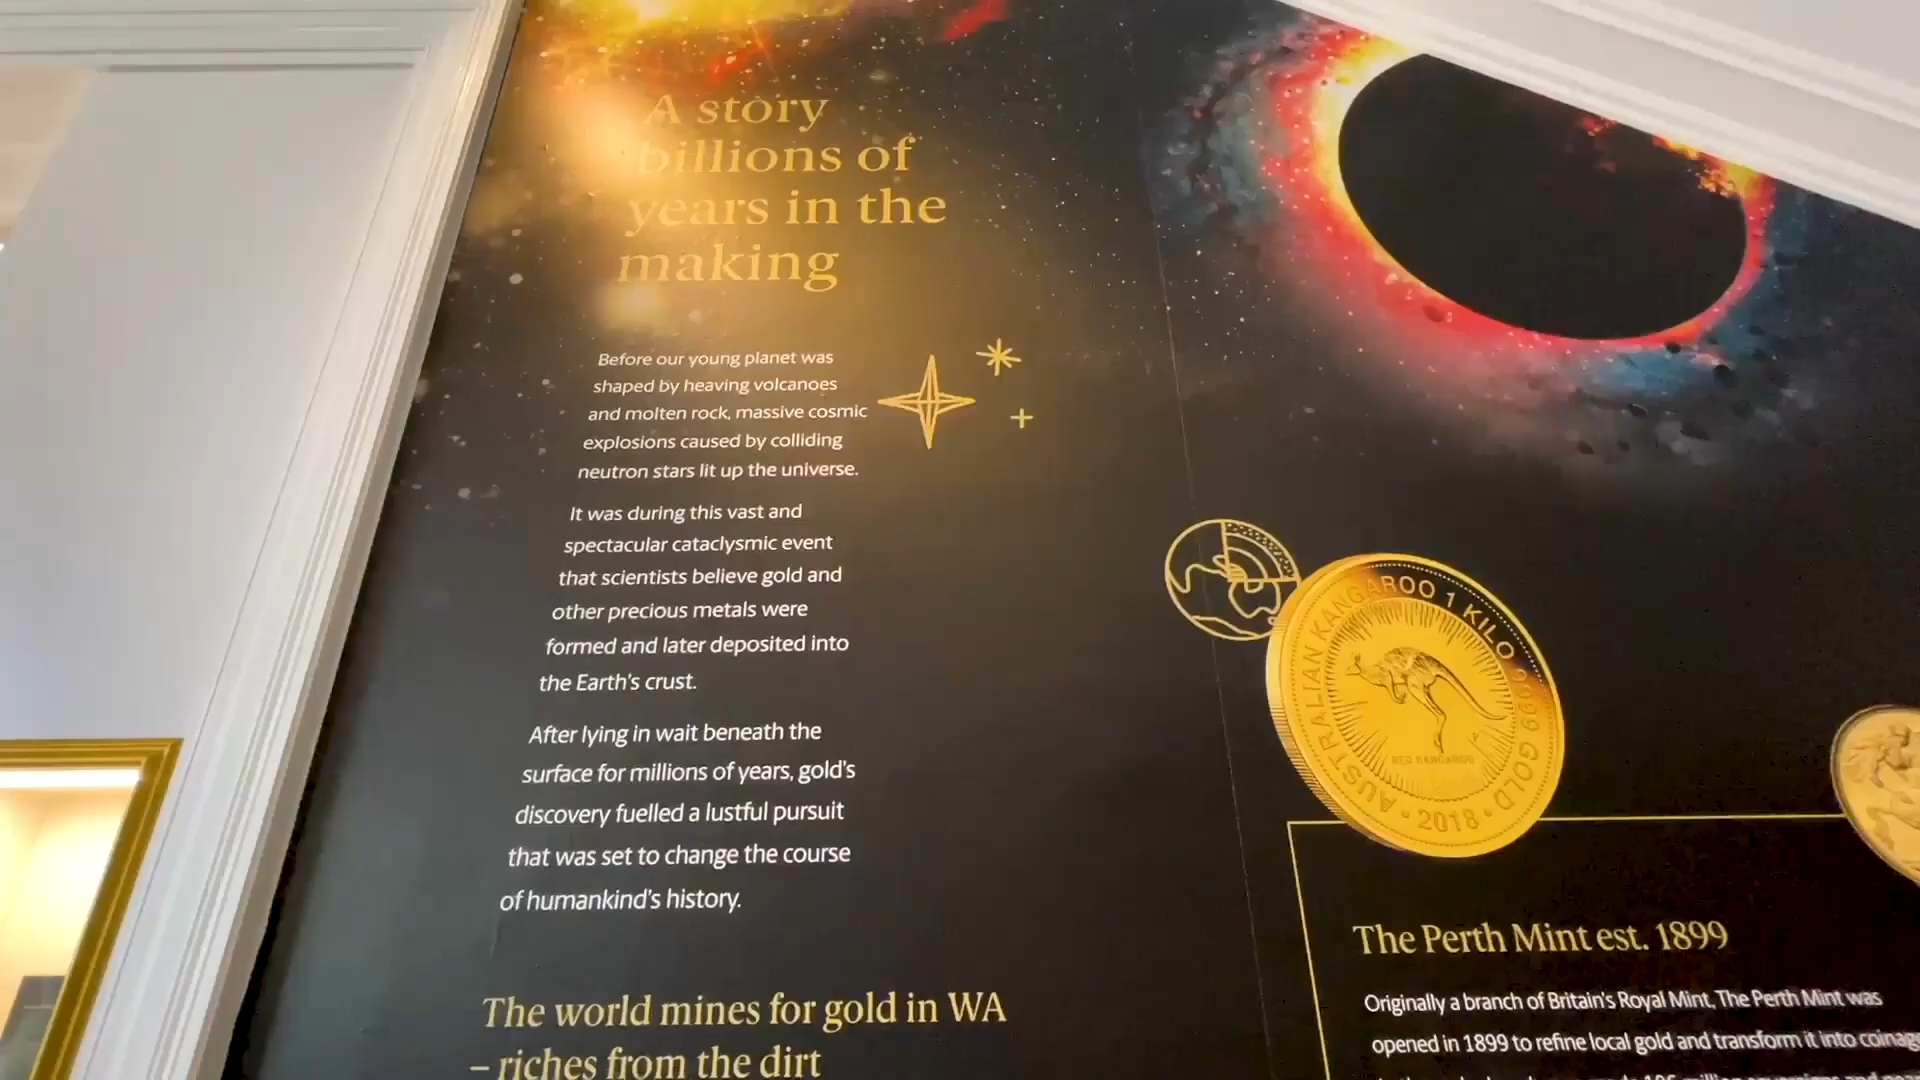 A story
billions of
years in the
making
Before our young planet was
shaped by heaving volcanoes
and molten rock, massive cosmic
explosions caused by colliding
neutron stars lit up the universe.
It was during this vast and
spectacular cataclysmic event
that scientists believe gold and
other precious metals were
formed and later deposited into
the Earth's crust.
After lying in wait beneath the
surface for millions of years, gold's
discovery fuelled a lustful pursuit
that was set to change the course
of humankind's history.
The world mines for gold in WA
– riches from the dirt
AUSTRALIAN KANGAROO 1 KILO 9999 GOLD
RED KANGAROO
• 2018 •
The Perth Mint est. 1899
Originally a branch of Britain's Royal Mint, The Perth Mint was
opened in 1899 to refine local gold and transform it into